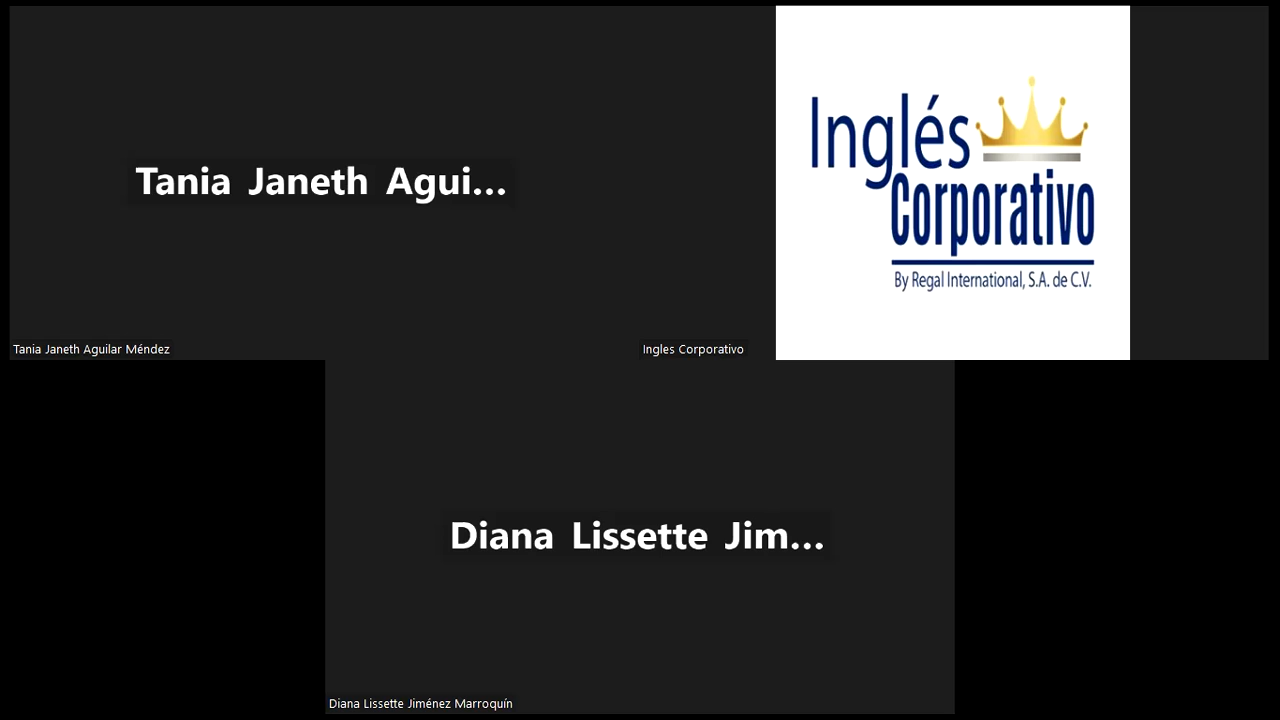 Tania Janeth Agui...
Inglés
Corporativo
By Regal International, S.A. de C.V.
Tania Janeth Aguilar Méndez
Ingles Corporativo
Diana Lissette Jim...
Diana Lissette Jiménez Marroquín